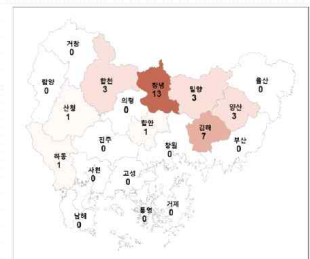 거창
0
함양
0
합천
3
창녕
13
밀양
3
울산
0
산청
1
의령
0
함안
1
양산
3
김해
7
부산
0
창원
0
진주
0
하동
1
사천
0
고성
0
거제
0
통영
0
남해
0